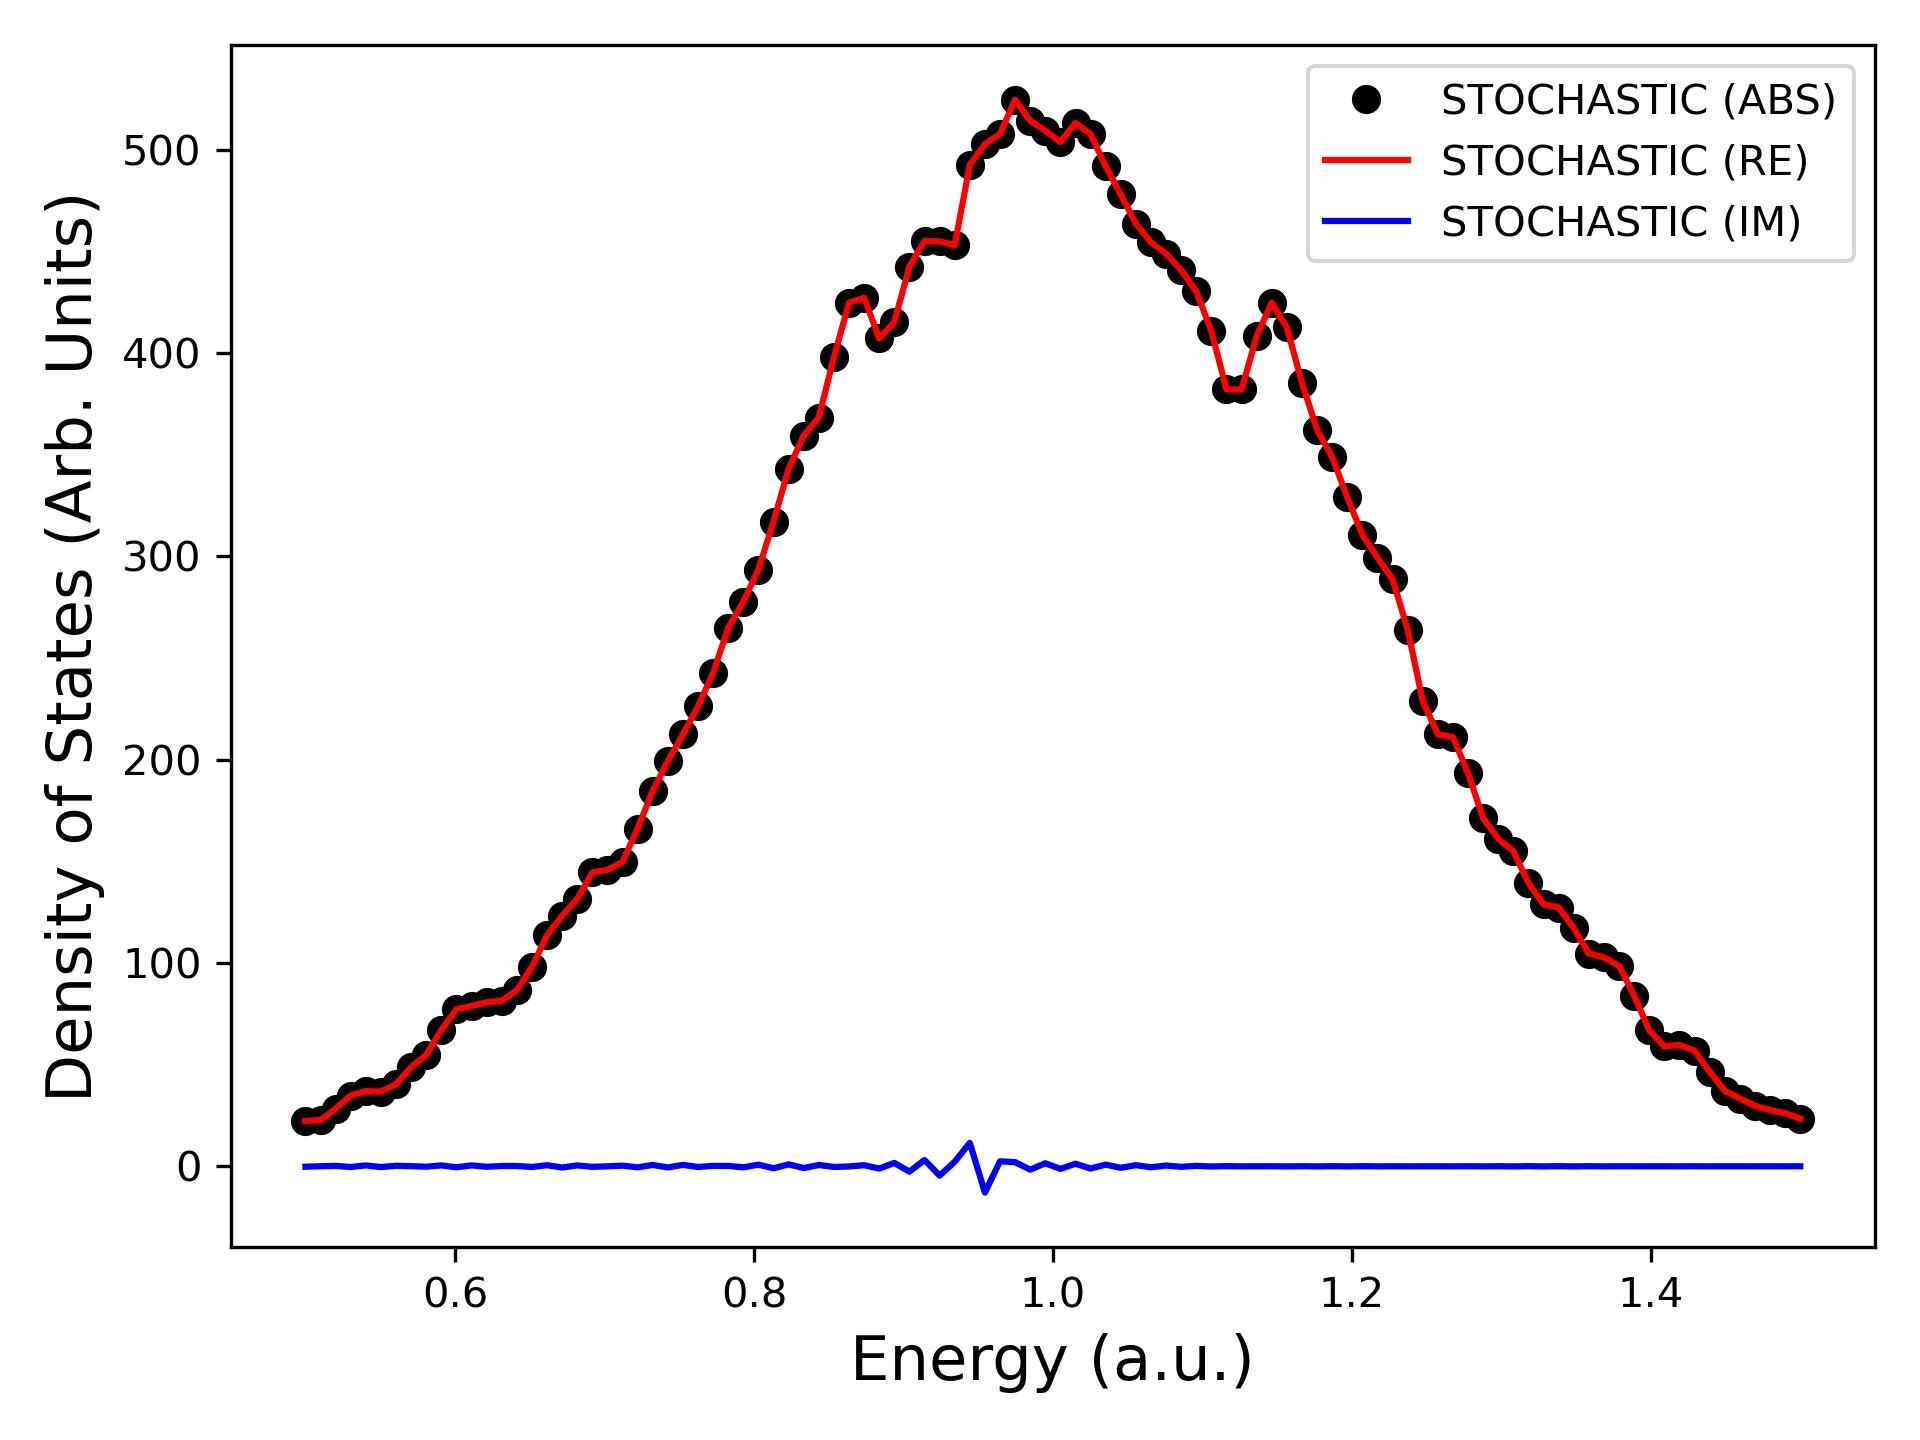 STOCHASTIC (ABS)
STOCHASTIC (RE)
STOCHASTIC (IM)
Density of States (Arb. Units)
500
400
300
200
100
0
0.6 0.8 1.0 1.2 1.4
Energy (a.u.)